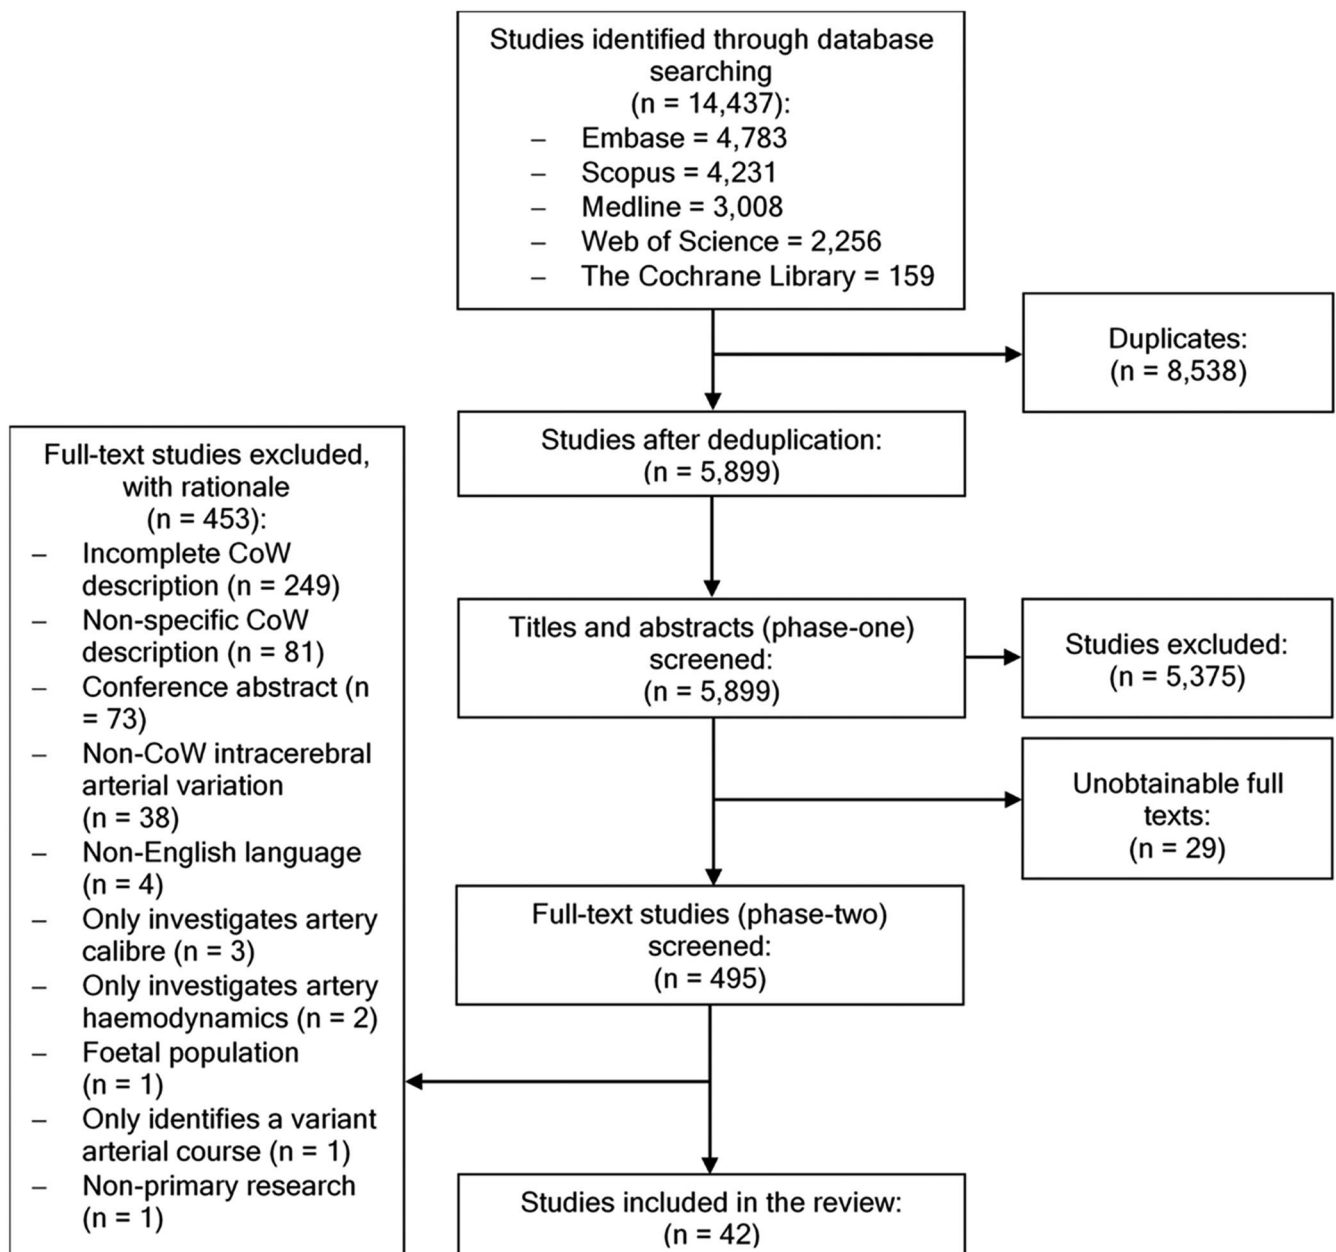 Studies identified through database
searching
(n = 14,437):
– Embase = 4,783
– Scopus = 4,231
– Medline = 3,008
– Web of Science = 2,256
– The Cochrane Library = 159
Duplicates:
(n = 8,538)
Studies after deduplication:
(n = 5,899)
Titles and abstracts (phase-one)
screened:
(n = 5,899)
Studies excluded:
(n = 5,375)
Unobtainable full
texts:
(n = 29)
Full-text studies (phase-two)
screened:
(n = 495)
Full-text studies excluded,
with rationale
(n = 453):
– Incomplete CoW
description (n = 249)
– Non-specific CoW
description (n = 81)
– Conference abstract (n
= 73)
– Non-CoW intracerebral
arterial variation
(n = 38)
– Non-English language
(n = 4)
– Only investigates artery
calibre (n = 3)
– Only investigates artery
haemodynamics (n = 2)
– Foetal population
(n = 1)
– Only identifies a variant
arterial course (n = 1)
– Non-primary research
(n = 1)
Studies included in the review:
(n = 42)